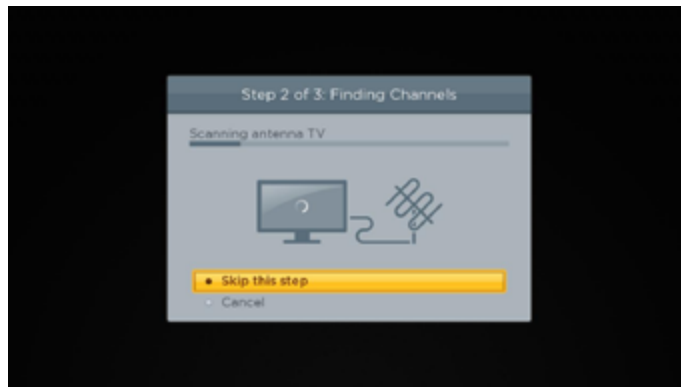 Step 2 of 3: Finding Channels
Scanning antenna TV
Skip this step
Cancel